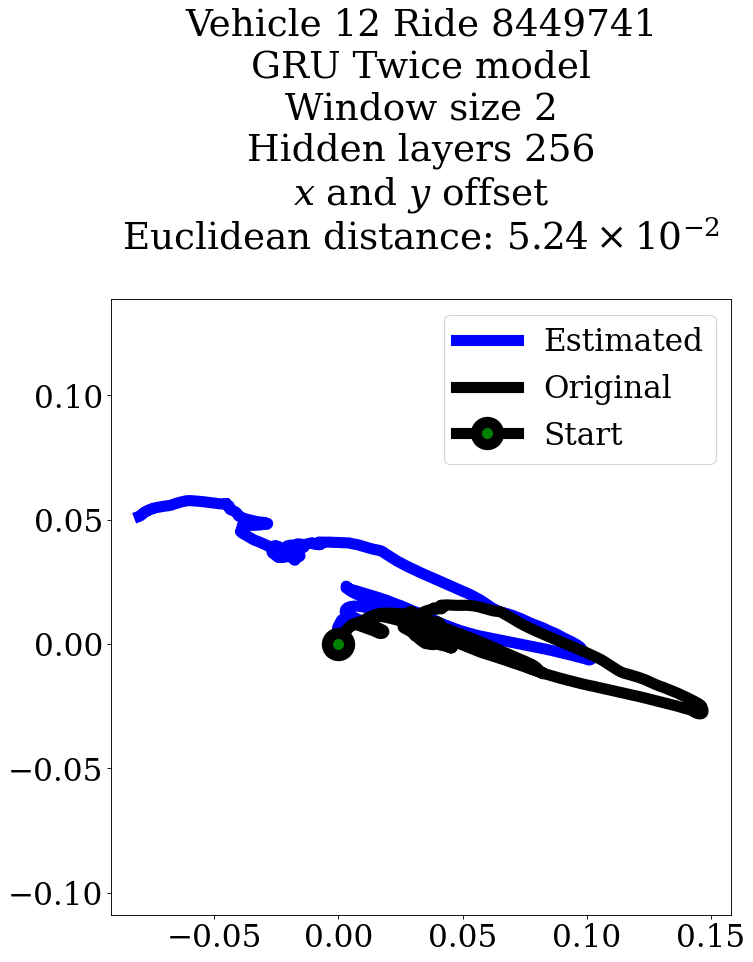 Vehicle 12 Ride 8449741
GRU Twice model
Window size 2
Hidden layers 256
x and y offset
Euclidean distance: 5.24 × 10⁻²
Estimated
Original
Start
0.10
0.05
0.00
−0.05
−0.10
−0.05 0.00 0.05 0.10 0.15